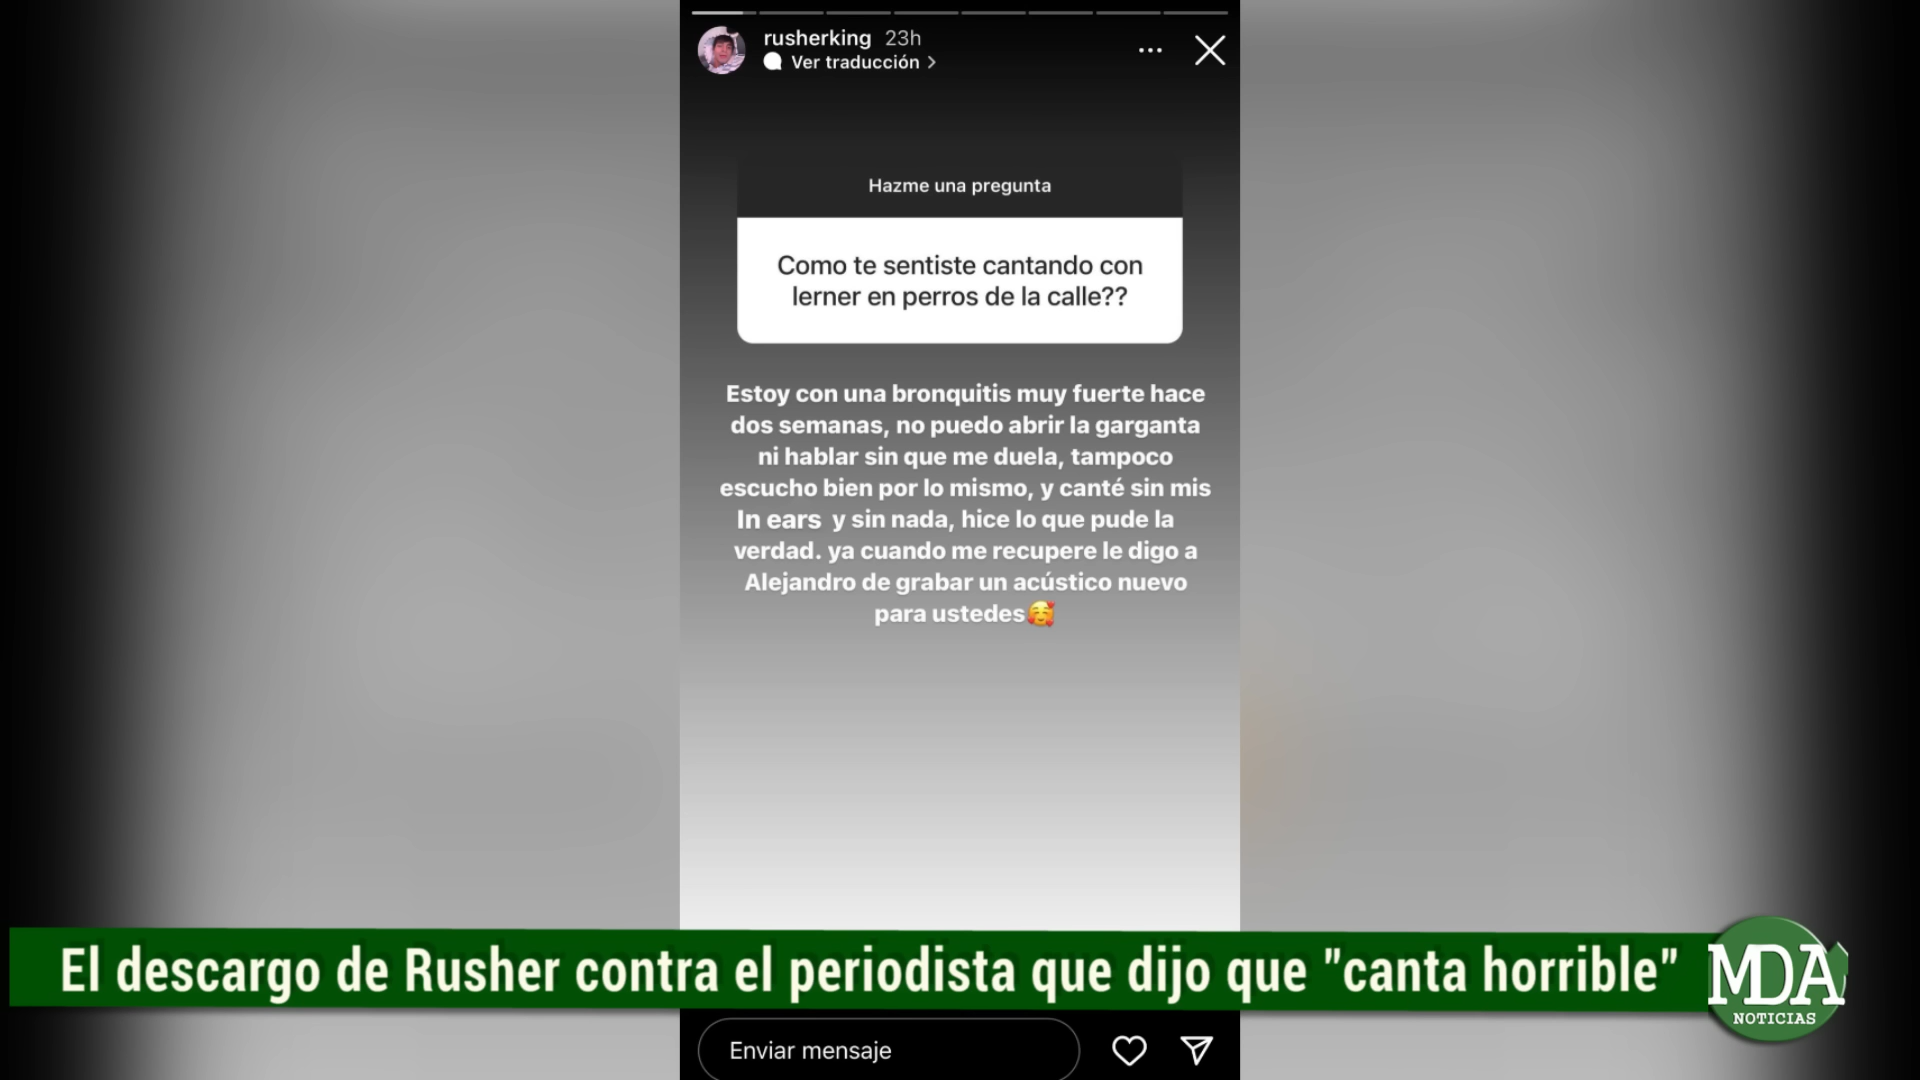 rusherking 23h
Ver traducción >
Hazme una pregunta
Como te sentiste cantando con
lerner en perros de la calle??
Estoy con una bronquitis muy fuerte hace
dos semanas, no puedo abrir la garganta
ni hablar sin que me duela, tampoco
escucho bien por lo mismo, y canté sin mis
In ears y sin nada, hice lo que pude la
verdad. ya cuando me recupere le digo a
Alejandro de grabar un acústico nuevo
para ustedes🥰
El descargo de Rusher contra el periodista que dijo que "canta horrible"
MDA
NOTICIAS
Enviar mensaje